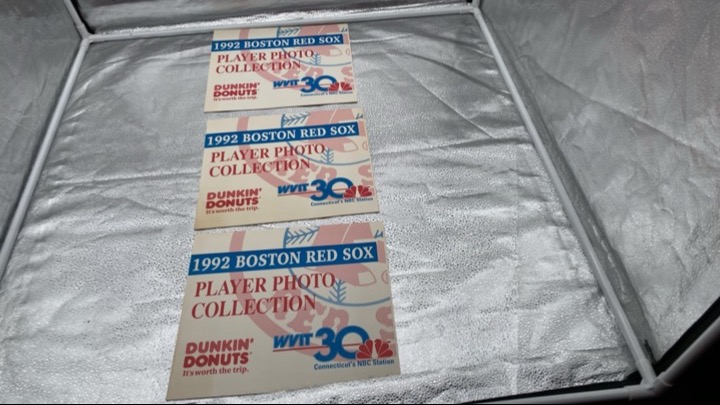 1992 BOSTON RED SOX
PLAYER PHOTO
COLLECTION
DUNKIN'
DONUTS
It's worth the trip.
WVIT 30
Connecticut's NBC Station
1992 BOSTON RED SOX
PLAYER PHOTO
COLLECTION
DUNKIN'
DONUTS
It's worth the trip.
WVIT 30
Connecticut's NBC Station
1992 BOSTON RED SOX
PLAYER PHOTO
COLLECTION
DUNKIN'
DONUTS
It's worth the trip.
WVIT 30
Connecticut's NBC Station